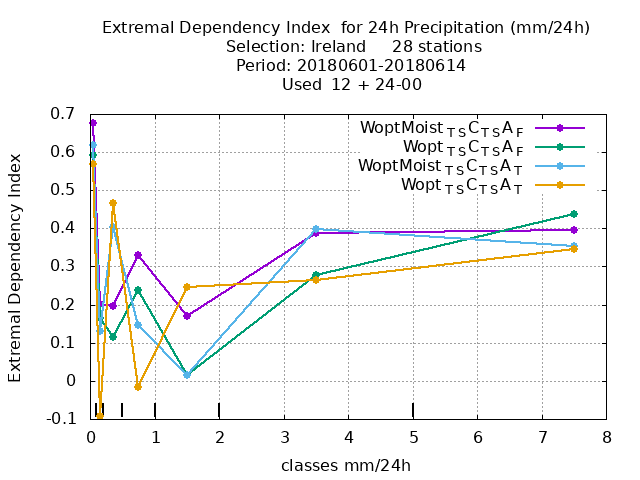 Extremal Dependency Index  for 24h Precipitation (mm/24h)
Selection: Ireland     28 stations
Period: 20180601-20180614
Used  12 + 24-00
WoptMoist TS C TS A F
Wopt TS C TS A F
WoptMoist TS C TS A T
Wopt TS C TS A T
Extremal Dependency Index
0.7
0.6
0.5
0.4
0.3
0.2
0.1
0
-0.1
0 1 2 3 4 5 6 7 8
classes mm/24h